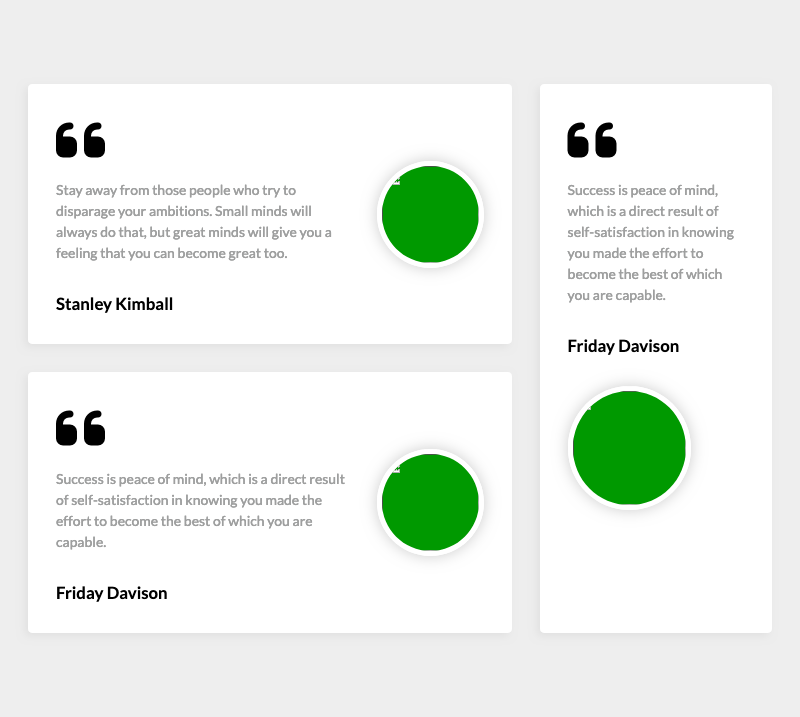 Stay away from those people who try to
disparage your ambitions. Small minds will
always do that, but great minds will give you a
feeling that you can become great too.
Stanley Kimball
Success is peace of mind, which is a direct result
of self-satisfaction in knowing you made the
effort to become the best of which you are
capable.
Friday Davison
Success is peace of mind,
which is a direct result of
self-satisfaction in knowing
you made the effort to
become the best of which
you are capable.
Friday Davison